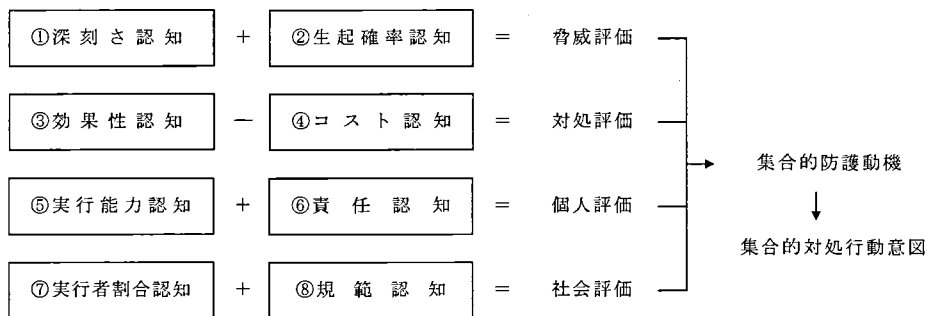 ①深刻さ認知 + ②生起確率認知 = 脅威評価
③効果性認知 － ④コスト認知 = 対処評価
集合的防護動機
⑤実行能力認知 + ⑥責任認知 = 個人評価
集合的対処行動意図
⑦実行者割合認知 + ⑧規範認知 = 社会評価